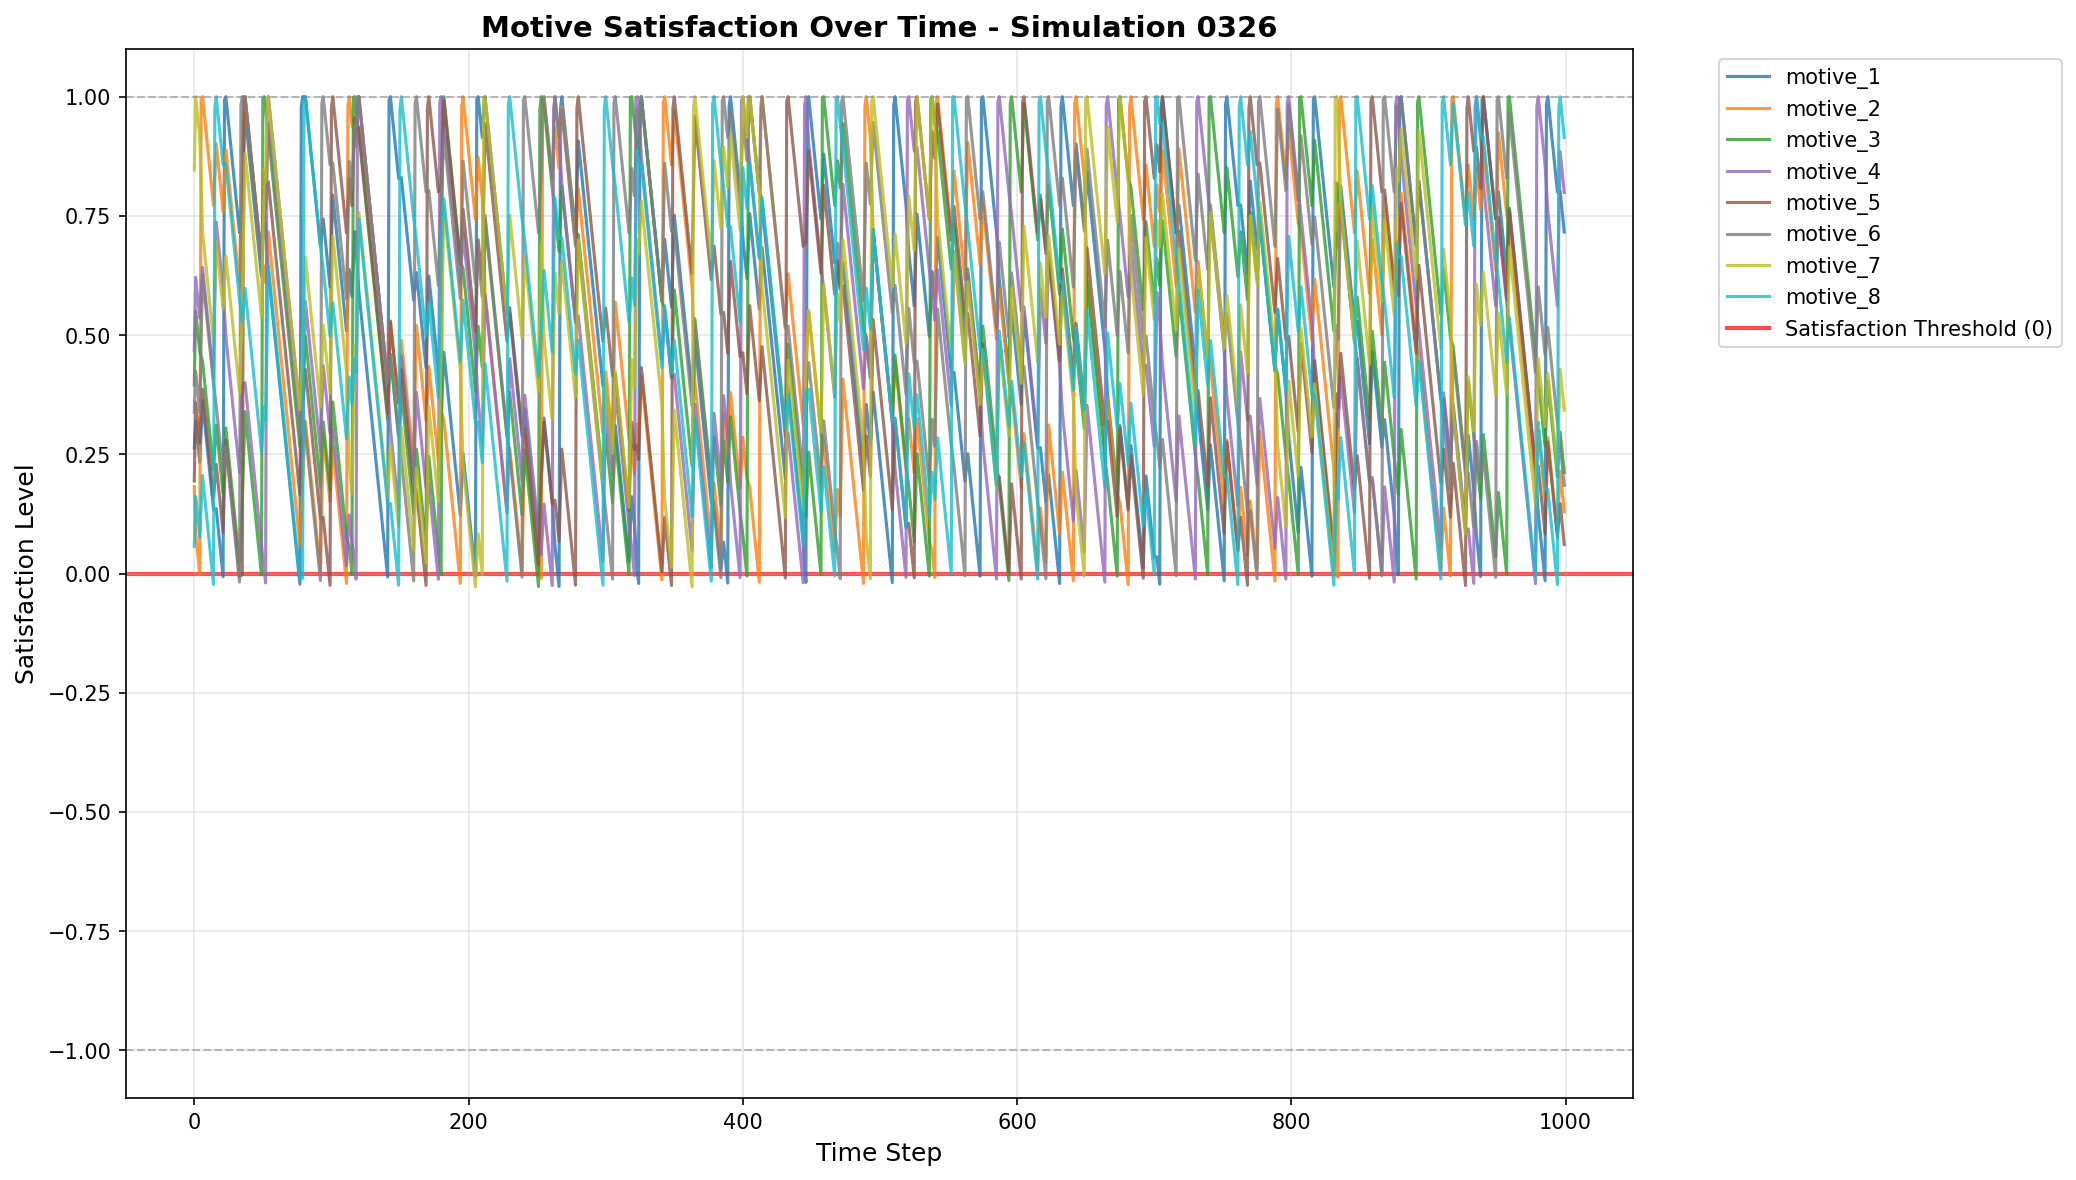 Motive Satisfaction Over Time - Simulation 0326
Satisfaction Level
1.00
0.75
0.50
0.25
0.00
−0.25
−0.50
−0.75
−1.00
0
200
400
600
800
1000
Time Step
motive_1
motive_2
motive_3
motive_4
motive_5
motive_6
motive_7
motive_8
Satisfaction Threshold (0)